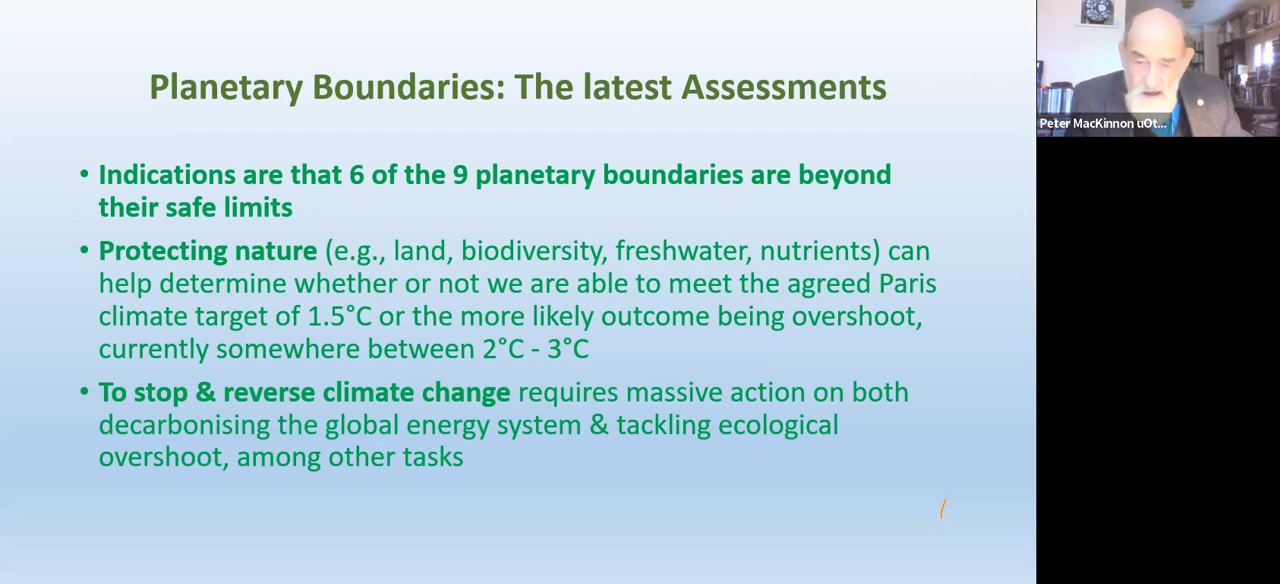 Planetary Boundaries: The latest Assessments
• Indications are that 6 of the 9 planetary boundaries are beyond
their safe limits
• Protecting nature (e.g., land, biodiversity, freshwater, nutrients) can
help determine whether or not we are able to meet the agreed Paris
climate target of 1.5°C or the more likely outcome being overshoot,
currently somewhere between 2°C - 3°C
• To stop & reverse climate change requires massive action on both
decarbonising the global energy system & tackling ecological
overshoot, among other tasks
Peter MacKinnon uOt...